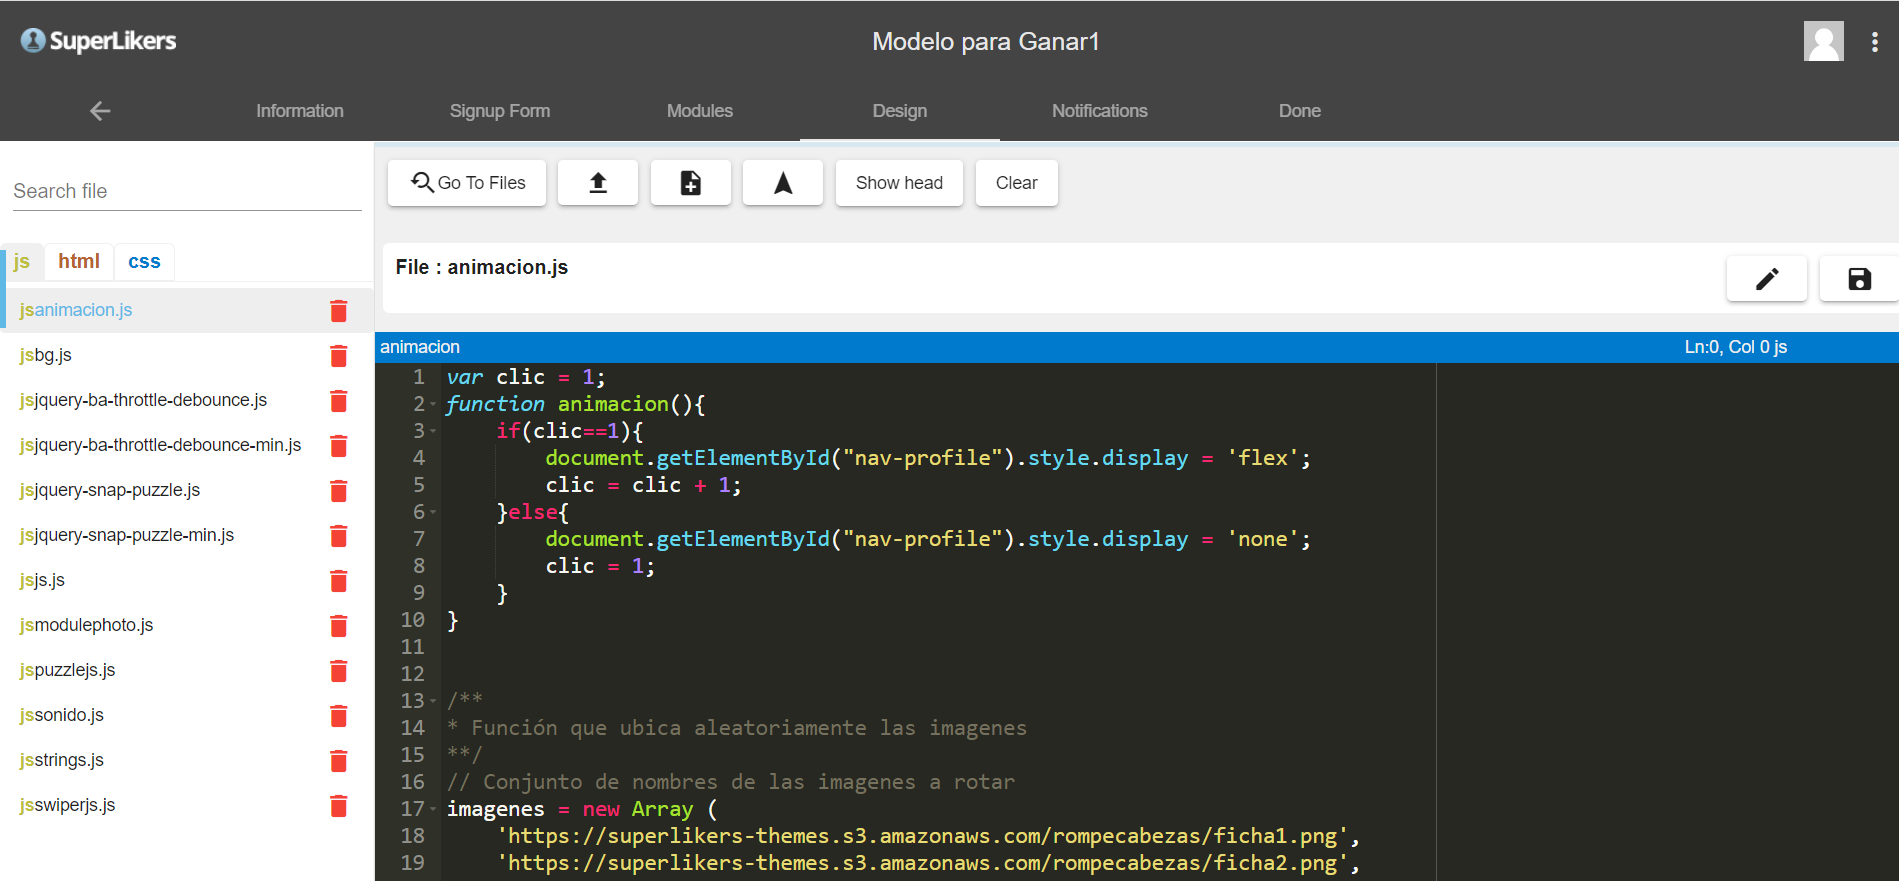 SuperLikers
Modelo para Ganar1
Information
Signup Form
Modules
Design
Notifications
Done
Search file
js
html
css
jsanimacion.js
jsbg.js
jsjquery-ba-throttle-debounce.js
jsjquery-ba-throttle-debounce-min.js
jsjquery-snap-puzzle.js
jsjquery-snap-puzzle-min.js
jsjs.js
jsmodulephoto.js
jspuzzlejs.js
jssonido.js
jsstrings.js
jsswiperjs.js
Go To Files
Show head
Clear
File : animacion.js
animacion
Ln:0, Col 0 js
1 var clic = 1;
2 function animacion(){
3 if(clic==1){
4 document.getElementById("nav-profile").style.display = 'flex';
5 clic = clic + 1;
6 }else{
7 document.getElementById("nav-profile").style.display = 'none';
8 clic = 1;
9 }
10 }
11
12
13 /**
14 * Función que ubica aleatoriamente las imagenes
15 **/
16 // Conjunto de nombres de las imagenes a rotar
17 imagenes = new Array (
18 'https://superlikers-themes.s3.amazonaws.com/rompecabezas/ficha1.png',
19 'https://superlikers-themes.s3.amazonaws.com/rompecabezas/ficha2.png',